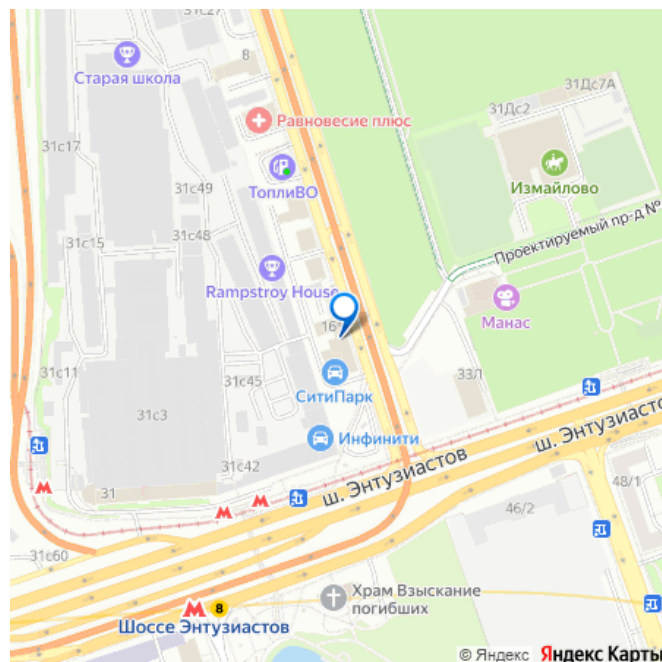 31с27
Старая школа
8
31Дс7А
31Дс2
Равновесие плюс
31с17
ТоплиВО
31с49
Измайлово
31с48
31с15
Проектируемый пр-д №
Rampstroy House
Манас
31с11
31с45
СитиПарк
33Л
31с3
Инфинити
ш. Энтузиастов
31с42
ш. Энтузиастов
31
48/1
46/2
31с60
Храм Взыскание
погибших
8
Шоссе Энтузиастов
© Яндекс Яндекс Карты